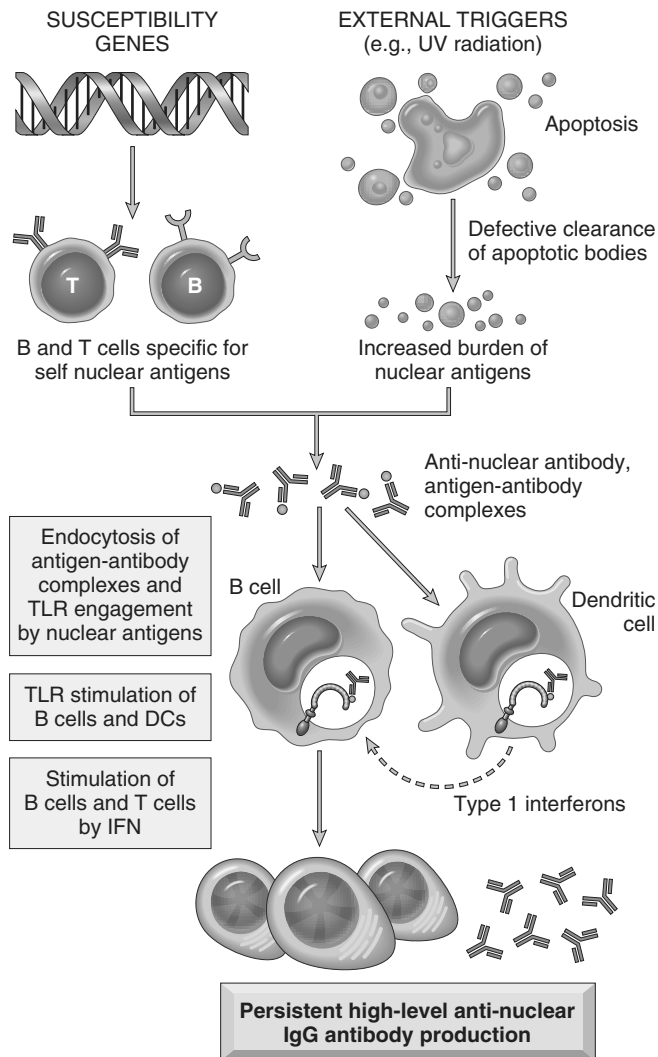 SUSCEPTIBILITY
GENES
EXTERNAL TRIGGERS
(e.g., UV radiation)
Apoptosis
Defective clearance
of apoptotic bodies
T
B
B and T cells specific for
self nuclear antigens
Increased burden of
nuclear antigens
Anti-nuclear antibody,
antigen-antibody
complexes
Endocytosis of
antigen-antibody
complexes and
TLR engagement
by nuclear antigens
B cell
Dendritic
cell
TLR stimulation of
B cells and DCs
Stimulation of
B cells and T cells
by IFN
Type 1 interferons
Persistent high-level anti-nuclear
IgG antibody production